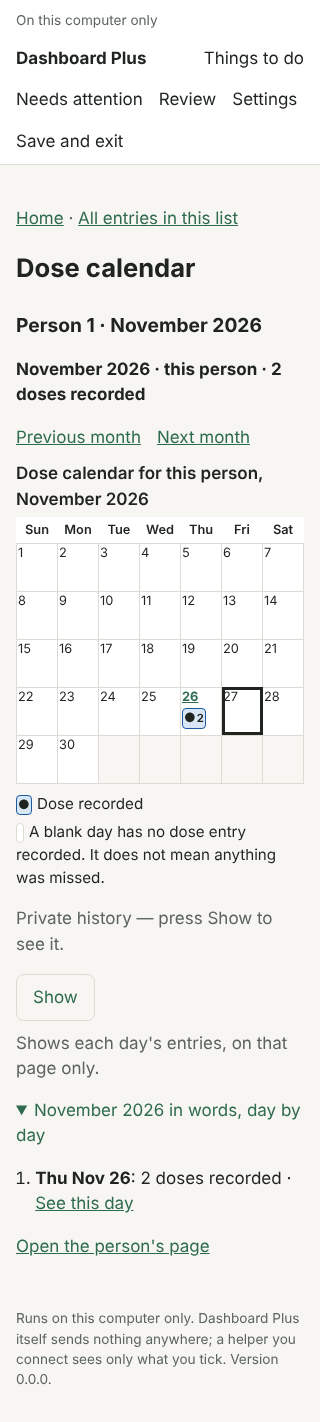 On this computer only
Dashboard Plus
Things to do
Needs attention
Review
Settings
Save and exit
Home · All entries in this list
Dose calendar
Person 1 · November 2026
November 2026 · this person · 2
doses recorded
Previous month
Next month
Dose calendar for this person,
November 2026
Sun Mon Tue Wed Thu Fri Sat
1 2 3 4 5 6 7
8 9 10 11 12 13 14
15 16 17 18 19 20 21
22 23 24 25 26 27 28
2
29 30
Dose recorded
A blank day has no dose entry
recorded. It does not mean anything
was missed.
Private history — press Show to
see it.
Show
Shows each day's entries, on that
page only.
▼ November 2026 in words, day by
day
1. Thu Nov 26: 2 doses recorded ·
See this day
Open the person's page
Runs on this computer only. Dashboard Plus
itself sends nothing anywhere; a helper you
connect sees only what you tick. Version
0.0.0.